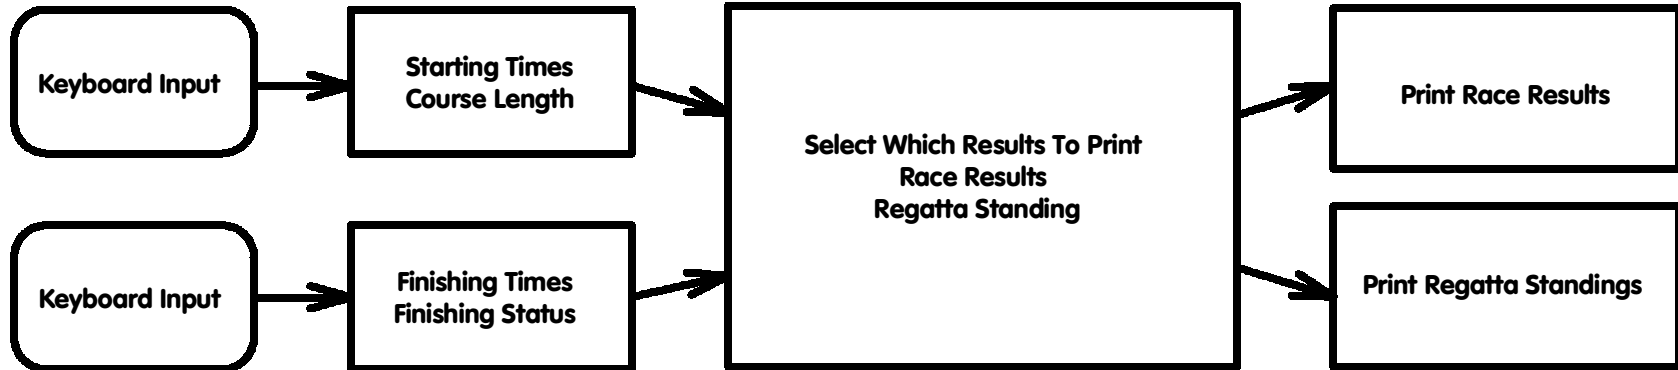 Keyboard Input
Starting Times
Course Length
Select Which Results To Print
Race Results
Regatta Standing
Print Race Results
Keyboard Input
Finishing Times
Finishing Status
Print Regatta Standings